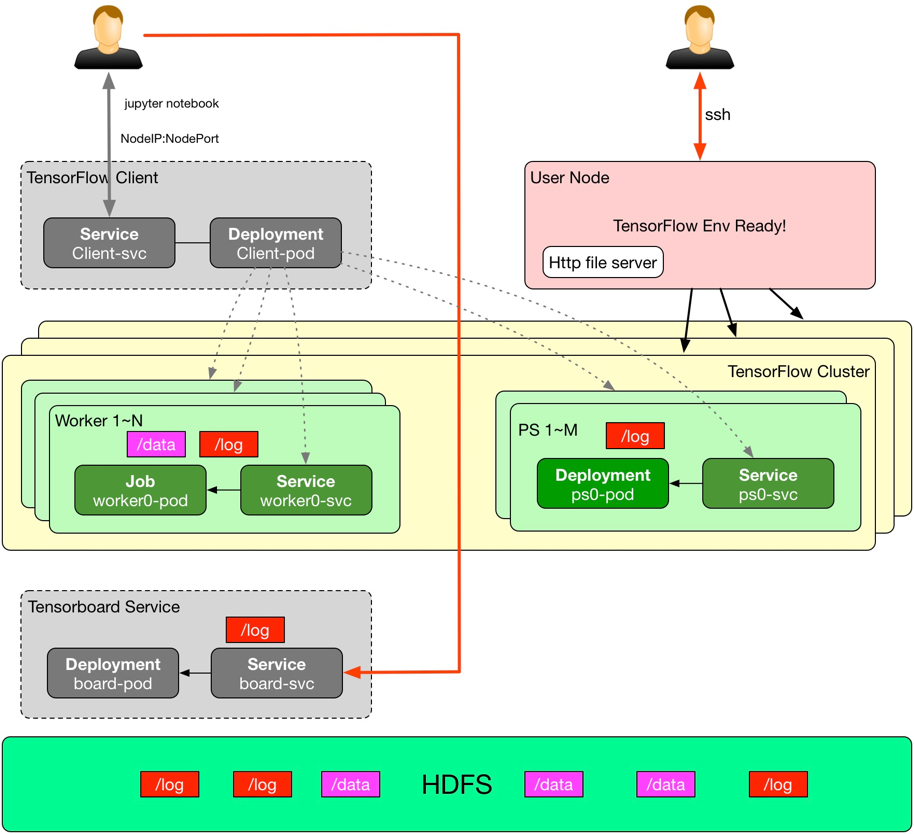 jupyter notebook
NodeIP:NodePort
ssh
TensorFlow Client
Service
Client-svc
Deployment
Client-pod
User Node
TensorFlow Env Ready!
Http file server
TensorFlow Cluster
Worker 1~N
/data
/log
Job
worker0-pod
Service
worker0-svc
PS 1~M
/log
Deployment
ps0-pod
Service
ps0-svc
Tensorboard Service
/log
Deployment
board-pod
Service
board-svc
/log
/log
/data
HDFS
/data
/data
/log